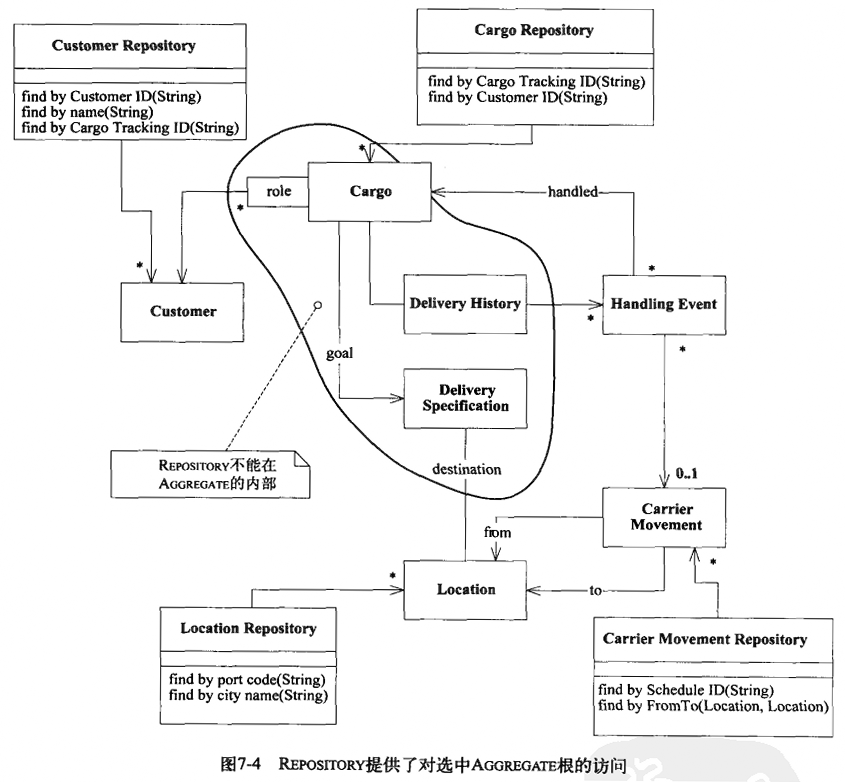 Customer Repository
find by Customer ID(String)
find by name(String)
find by Cargo Tracking ID(String)
Cargo Repository
find by Cargo Tracking ID(String)
find by Customer ID(String)
*
role
*
Cargo
handled
*
*
Customer
Delivery History
*
Handling Event
*
goal
Delivery
Specification
REPOSITORY不能在
AGGREGATE的内部
destination
0..1
Carrier
Movement
from
*
*
Location
to
Location Repository
find by port code(String)
find by city name(String)
Carrier Movement Repository
find by Schedule ID(String)
find by FromTo(Location, Location)
图7-4 REPOSITORY提供了对选中AGGREGATE根的访问